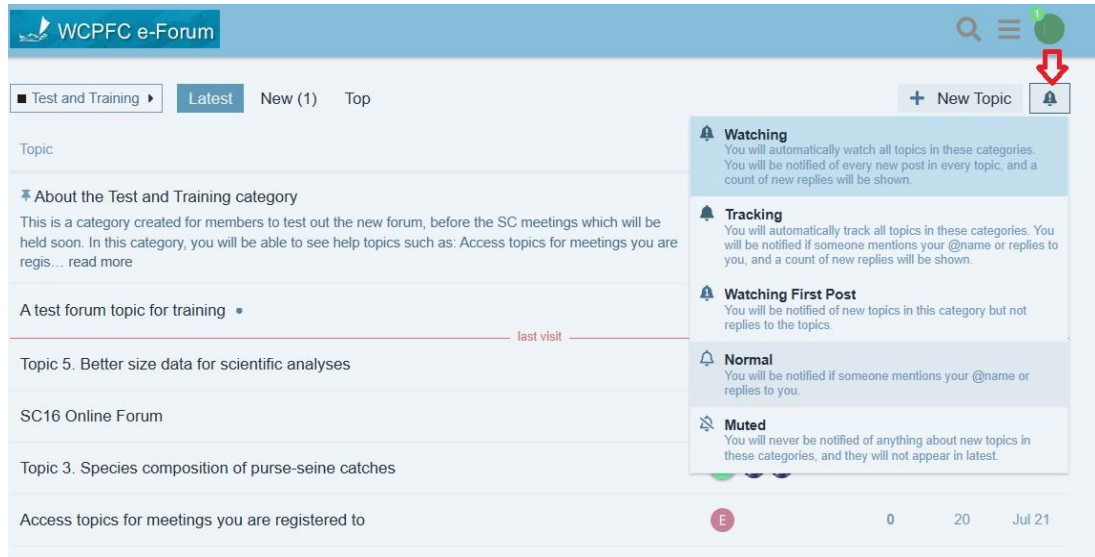 WCPFC e-Forum
1
Test and Training
Latest
New (1)
Top
+ New Topic
Topic
About the Test and Training category
This is a category created for members to test out the new forum, before the SC meetings which will be
held soon. In this category, you will be able to see help topics such as: Access topics for meetings you are
regis… read more
A test forum topic for training
last visit
Topic 5. Better size data for scientific analyses
SC16 Online Forum
Topic 3. Species composition of purse-seine catches
Access topics for meetings you are registered to
E
0
20
Jul 21
Watching
You will automatically watch all topics in these categories.
You will be notified of every new post in every topic, and a
count of new replies will be shown.
Tracking
You will automatically track all topics in these categories. You
will be notified if someone mentions your @name or replies to
you, and a count of new replies will be shown.
Watching First Post
You will be notified of new topics in this category but not
replies to the topics.
Normal
You will be notified if someone mentions your @name or
replies to you.
Muted
You will never be notified of anything about new topics in
these categories, and they will not appear in latest.